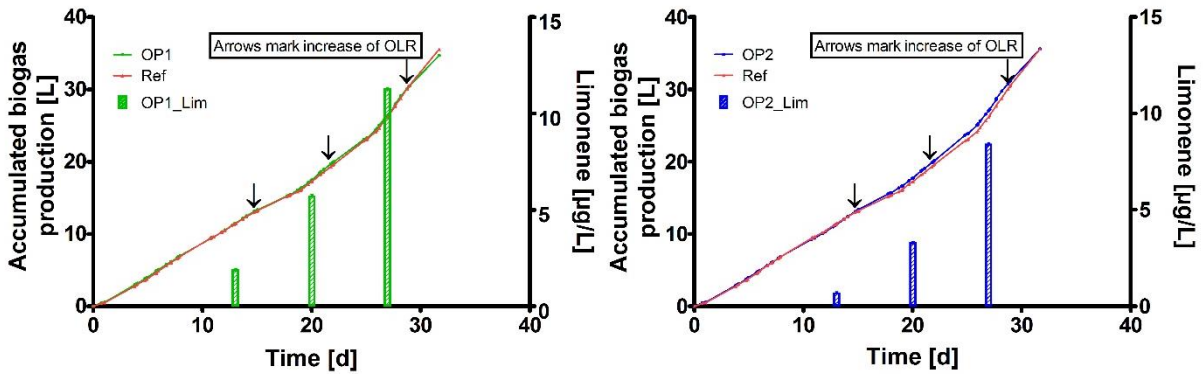 40
30
20
10
0
Accumulated biogas
production [L]
OP1
Ref
OP1_Lim
Arrows mark increase of OLR
15
10
5
0
Limonene [µg/L]
0
10
20
30
40
Time [d]
40
30
20
10
0
Accumulated biogas
production [L]
OP2
Ref
OP2_Lim
Arrows mark increase of OLR
15
10
5
0
Limonene [µg/L]
0
10
20
30
40
Time [d]